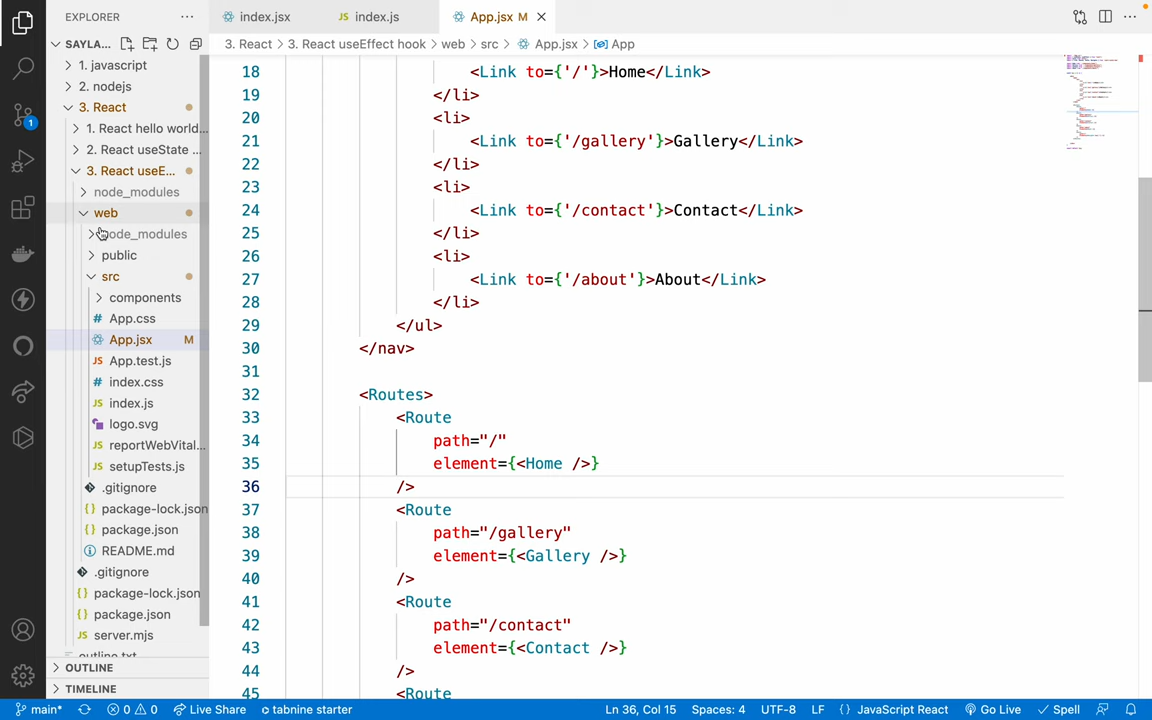 EXPLORER
index.jsx
JS index.js
App.jsx M
SAYLA...
3. React > 3. React useEffect hook > web > src > App.jsx > App
1. javascript
2. nodejs
3. React
1. React hello world...
2. React useState ...
3. React useE...
node_modules
web
node_modules
public
src
components
# App.css
App.jsx M
JS App.test.js
# index.css
JS index.js
logo.svg
JS reportWebVital...
JS setupTests.js
.gitignore
{} package-lock.json
{} package.json
README.md
.gitignore
{} package-lock.json
{} package.json
JS server.mjs
OUTLINE
TIMELINE
1
18 <Link to={'/'}>Home</Link>
19 </li>
20 <li>
21 <Link to={'/gallery'}>Gallery</Link>
22 </li>
23 <li>
24 <Link to={'/contact'}>Contact</Link>
25 </li>
26 <li>
27 <Link to={'/about'}>About</Link>
28 </li>
29 </ul>
30 </nav>
31
32 <Routes>
33 <Route
34 path="/"
35 element={<Home />}
36 />
37 <Route
38 path="/gallery"
39 element={<Gallery />}
40 />
41 <Route
42 path="/contact"
43 element={<Contact />}
44 />
45 <Route
main* 0 0 Live Share tabnine starter Ln 36, Col 15 Spaces: 4 UTF-8 LF {} JavaScript React Go Live Spell